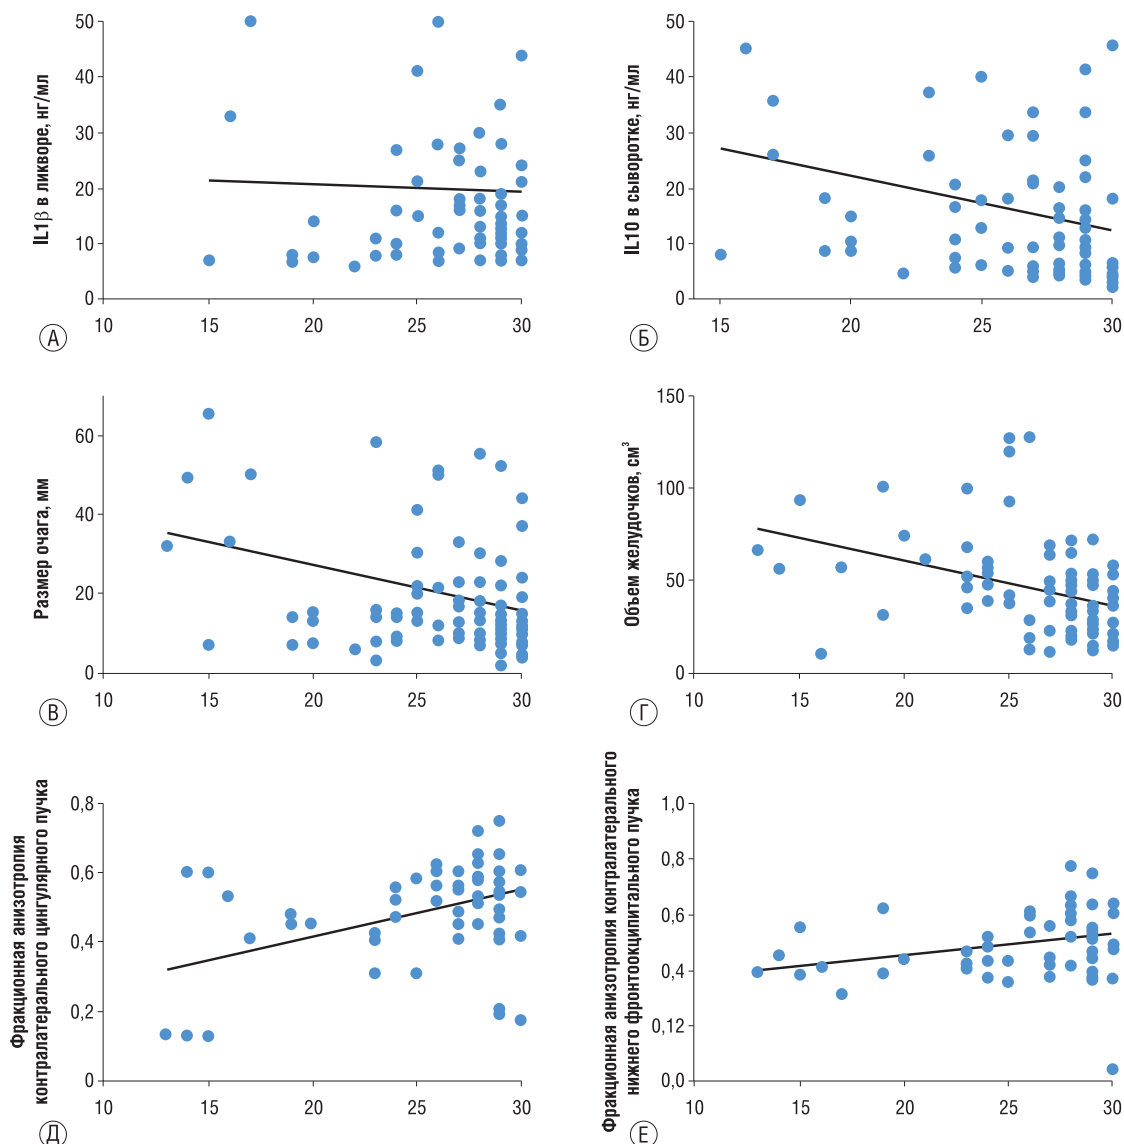 IL1β в ликворе, нг/мл
50
40
30
20
10
0
10 15 20 25 30
А
IL10 в сыворотке, нг/мл
50
40
30
20
10
0
15 20 25 30
Б
Размер очага, мм
60
40
20
0
10 15 20 25 30
В
Объем желудочков, см³
150
100
50
0
10 15 20 25 30
Г
Фракционная анизотропия
контралатерального цингулярного пучка
0,8
0,6
0,4
0,2
0
10 15 20 25 30
Д
Фракционная анизотропия контралатерального
нижнего фронтоокципитального пучка
1,0
0,8
0,6
0,4
0,12
0,0
10 15 20 25 30
Е